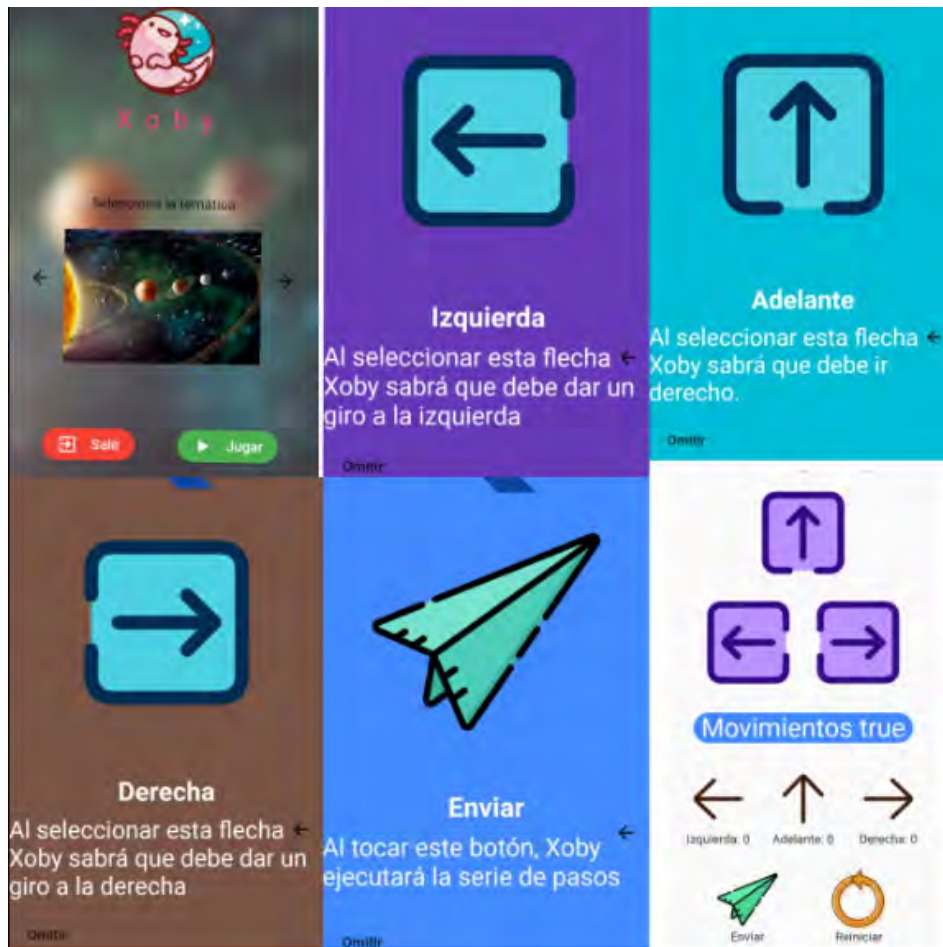 Xoby
Selecciona la temática
Salir
Jugar
Izquierda
Al seleccionar esta flecha
Xoby sabrá que debe dar un
giro a la izquierda
Omitir
Adelante
Al seleccionar esta flecha
Xoby sabrá que debe ir
derecho.
Omitir
Derecha
Al seleccionar esta flecha
Xoby sabrá que debe dar un
giro a la derecha
Omitir
Enviar
Al tocar este botón, Xoby
ejecutará la serie de pasos
Omitir
Movimientos true
Izquierda: 0 Adelante: 0 Derecha: 0
Enviar Reiniciar